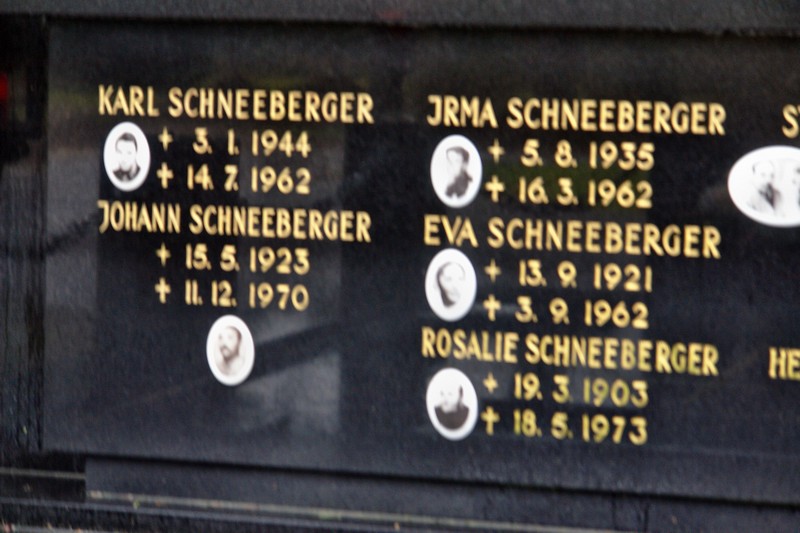 KARL SCHNEEBERGER
+ 3. 1. 1944
+ 14. 7. 1962
JOHANN SCHNEEBERGER
+ 15. 5. 1923
+ 11. 12. 1970
JRMA SCHNEEBERGER
+ 5. 8. 1935
+ 16. 3. 1962
EVA SCHNEEBERGER
+ 13. 9. 1921
+ 3. 9. 1962
ROSALIE SCHNEEBERGER
+ 19. 3. 1903
+ 18. 5. 1973